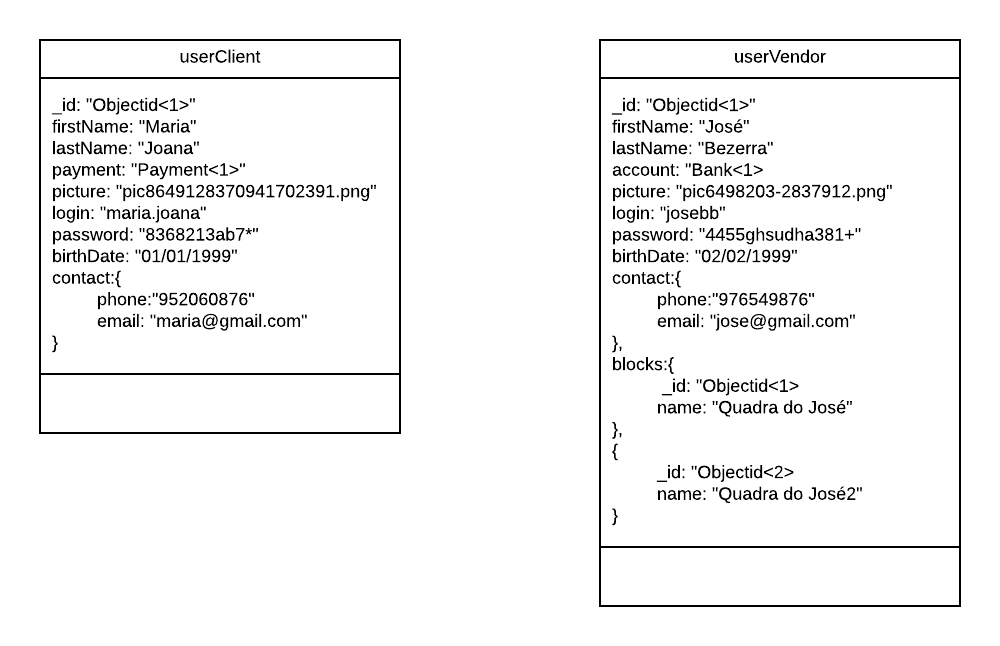 userClient
_id: "Objectid<1>"
firstName: "Maria"
lastName: "Joana"
payment: "Payment<1>"
picture: "pic8649128370941702391.png"
login: "maria.joana"
password: "8368213ab7*"
birthDate: "01/01/1999"
contact:{
phone:"952060876"
email: "maria@gmail.com"
}
userVendor
_id: "Objectid<1>"
firstName: "José"
lastName: "Bezerra"
account: "Bank<1>
picture: "pic6498203-2837912.png"
login: "josebb"
password: "4455ghsudha381+"
birthDate: "02/02/1999"
contact:{
phone:"976549876"
email: "jose@gmail.com"
},
blocks:{
_id: "Objectid<1>
name: "Quadra do José"
},
{
_id: "Objectid<2>
name: "Quadra do José2"
}